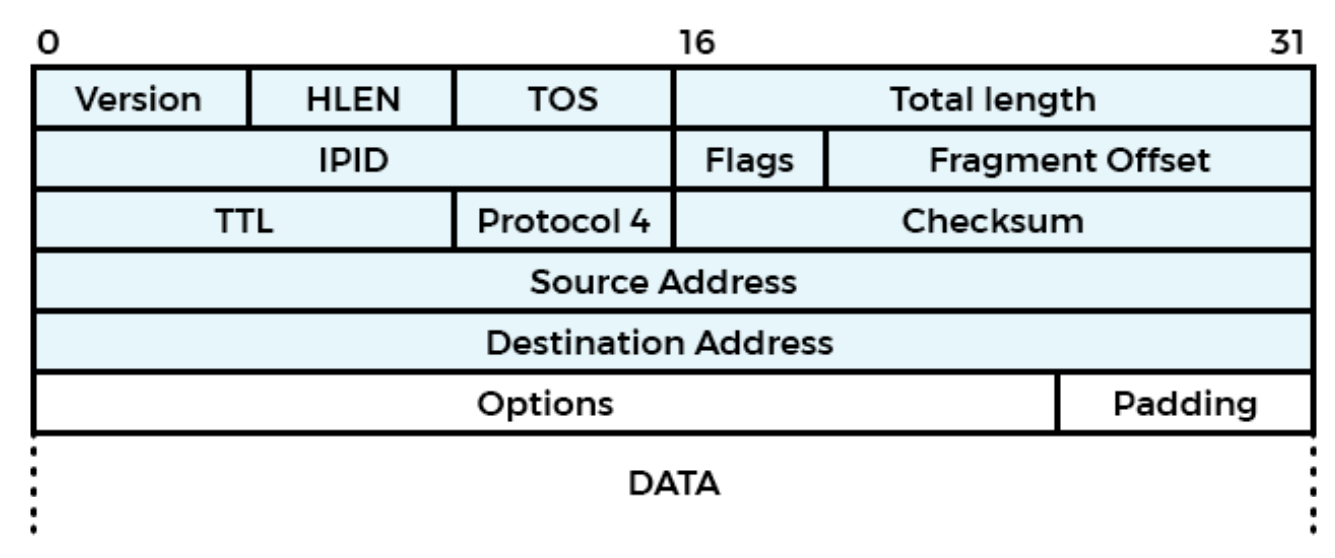 0 16 31
Version HLEN TOS Total length
IPID Flags Fragment Offset
TTL Protocol 4 Checksum
Source Address
Destination Address
Options Padding
DATA